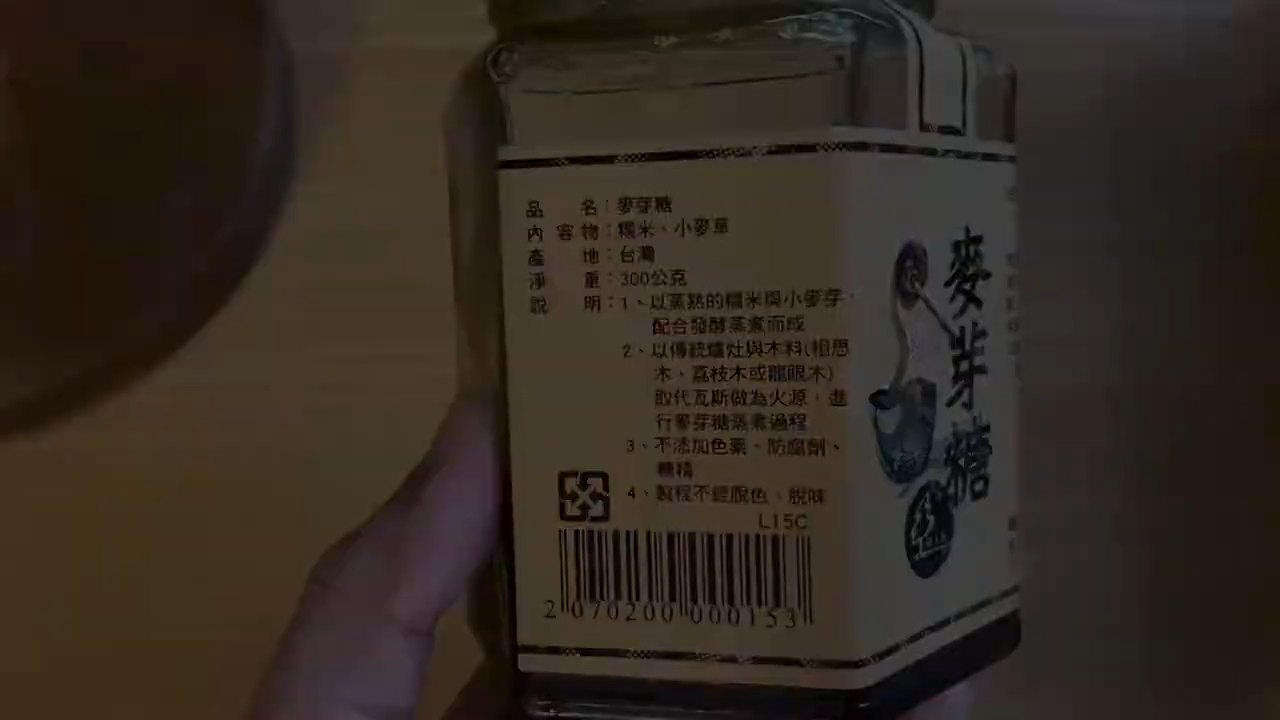 品　　名：麥芽糖
內 容 物：糯米、小麥草
產　　地：台灣
淨　　重：300公克
說　　明：1、以蒸熟的糯米與小麥芽，
配合發酵蒸煮而成
2、以傳統爐灶與木料(相思
木、荔枝木或龍眼木)
取代瓦斯做為火源，進
行麥芽糖蒸煮過程
3、不添加色素、防腐劑、
糖精
4、製程不經脫色、脫味
L15C
2 070200 000153
麥芽糖